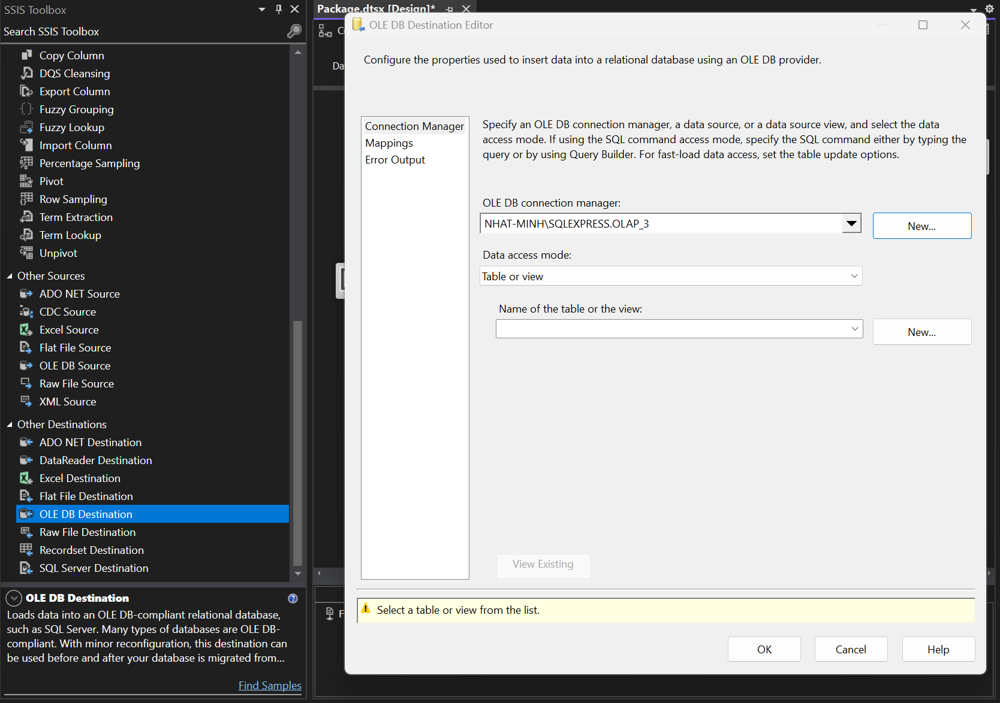 SSIS Toolbox
Search SSIS Toolbox
Copy Column
DQS Cleansing
Export Column
Fuzzy Grouping
Fuzzy Lookup
Import Column
Percentage Sampling
Pivot
Row Sampling
Term Extraction
Term Lookup
Unpivot
Other Sources
ADO NET Source
CDC Source
Excel Source
Flat File Source
OLE DB Source
Raw File Source
XML Source
Other Destinations
ADO NET Destination
DataReader Destination
Excel Destination
Flat File Destination
OLE DB Destination
Raw File Destination
Recordset Destination
SQL Server Destination
OLE DB Destination
Loads data into an OLE DB-compliant relational database,
such as SQL Server. Many types of databases are OLE DB-
compliant. With minor reconfiguration, this destination can
be used before and after your database is migrated from...
Find Samples
Package.dtsx [Design]*
OLE DB Destination Editor
Configure the properties used to insert data into a relational database using an OLE DB provider.
Connection Manager
Mappings
Error Output
Specify an OLE DB connection manager, a data source, or a data source view, and select the data
access mode. If using the SQL command access mode, specify the SQL command either by typing the
query or by using Query Builder. For fast-load data access, set the table update options.
OLE DB connection manager:
NHAT-MINH\SQLEXPRESS.OLAP_3
New...
Data access mode:
Table or view
Name of the table or the view:
New...
View Existing
Select a table or view from the list.
OK
Cancel
Help